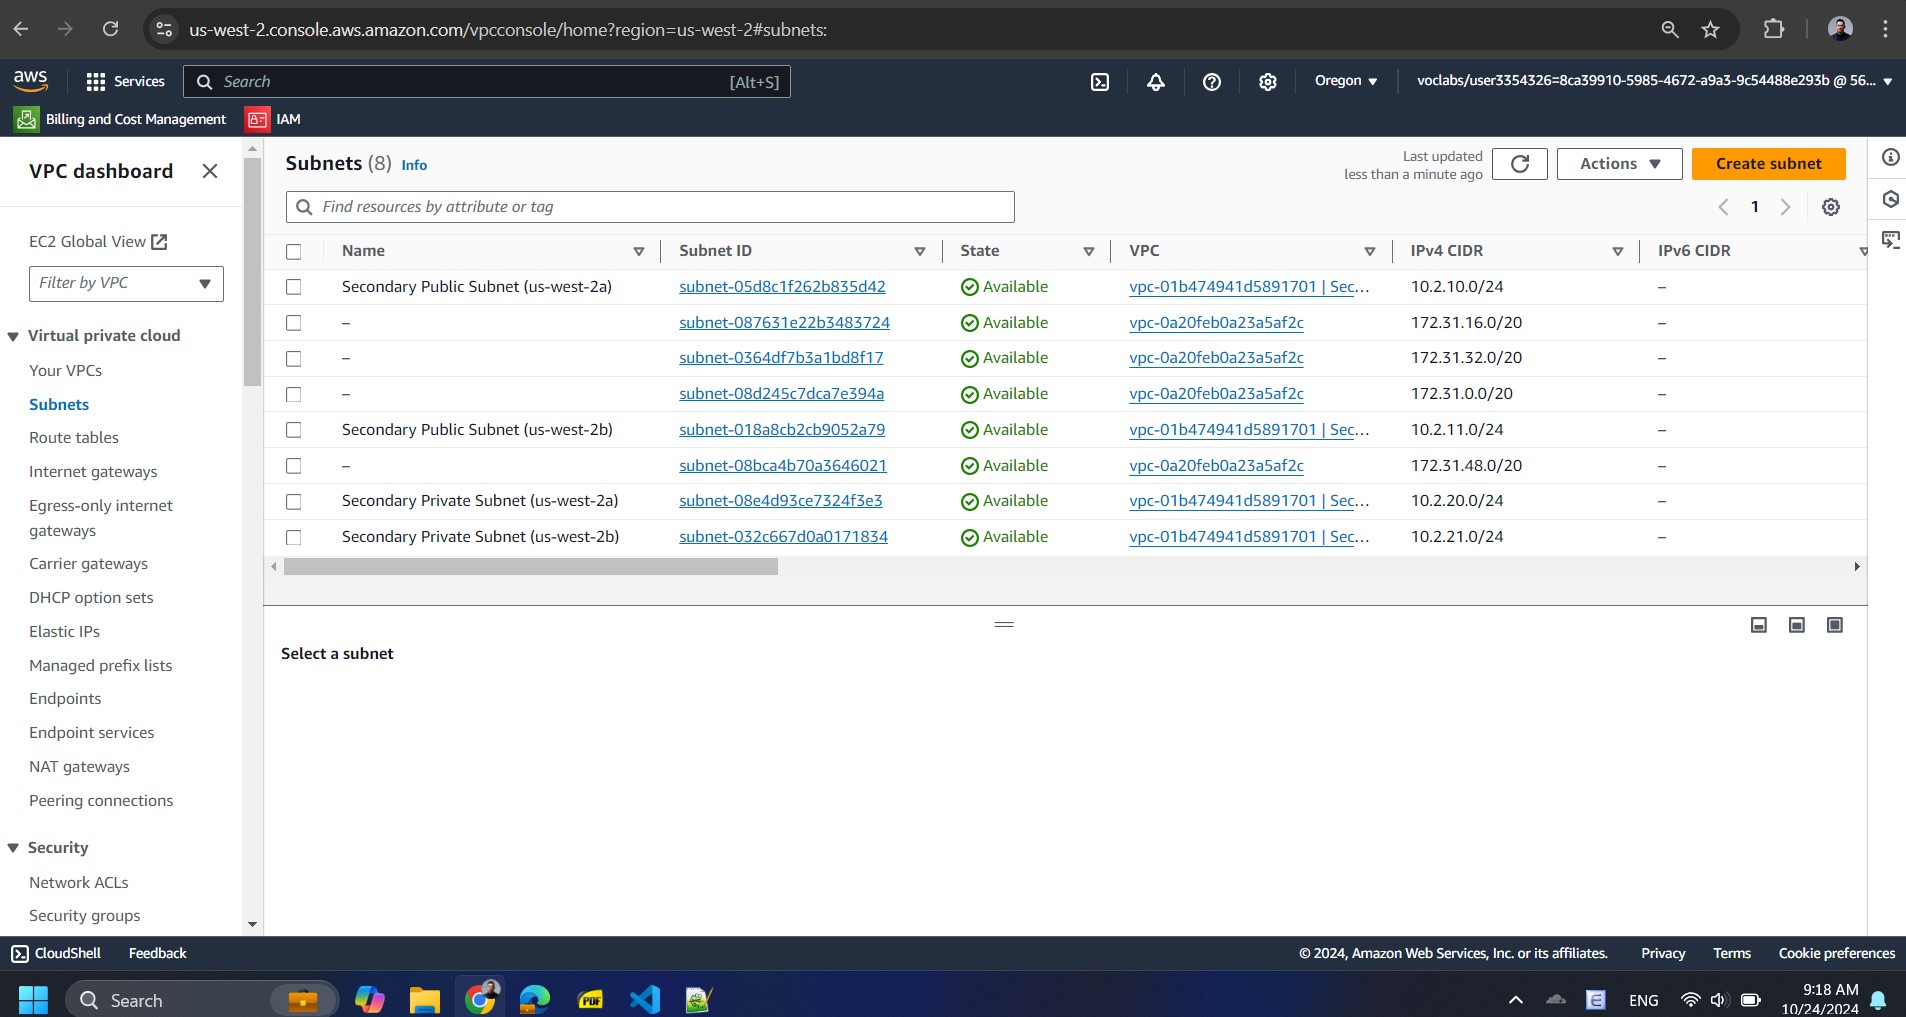 us-west-2.console.aws.amazon.com/vpcconsole/home?region=us-west-2#subnets:
aws Services Search [Alt+S] Oregon voclabs/user3354326=8ca39910-5985-4672-a9a3-9c54488e293b @ 56...
Billing and Cost Management IAM
VPC dashboard
EC2 Global View
Filter by VPC
Virtual private cloud
Your VPCs
Subnets
Route tables
Internet gateways
Egress-only internet
gateways
Carrier gateways
DHCP option sets
Elastic IPs
Managed prefix lists
Endpoints
Endpoint services
NAT gateways
Peering connections
Security
Network ACLs
Security groups
Subnets (8) Info
Last updated
less than a minute ago
Actions
Create subnet
Find resources by attribute or tag
1
Name Subnet ID State VPC IPv4 CIDR IPv6 CIDR
Secondary Public Subnet (us-west-2a) subnet-05d8c1f262b835d42 Available vpc-01b474941d5891701 | Sec... 10.2.10.0/24 –
– subnet-087631e22b3483724 Available vpc-0a20feb0a23a5af2c 172.31.16.0/20 –
– subnet-0364df7b3a1bd8f17 Available vpc-0a20feb0a23a5af2c 172.31.32.0/20 –
– subnet-08d245c7dca7e394a Available vpc-0a20feb0a23a5af2c 172.31.0.0/20 –
Secondary Public Subnet (us-west-2b) subnet-018a8cb2cb9052a79 Available vpc-01b474941d5891701 | Sec... 10.2.11.0/24 –
– subnet-08bca4b70a3646021 Available vpc-0a20feb0a23a5af2c 172.31.48.0/20 –
Secondary Private Subnet (us-west-2a) subnet-08e4d93ce7324f3e3 Available vpc-01b474941d5891701 | Sec... 10.2.20.0/24 –
Secondary Private Subnet (us-west-2b) subnet-032c667d0a0171834 Available vpc-01b474941d5891701 | Sec... 10.2.21.0/24 –
Select a subnet
CloudShell Feedback © 2024, Amazon Web Services, Inc. or its affiliates. Privacy Terms Cookie preferences
Search PDF ENG 9:18 AM
10/24/2024